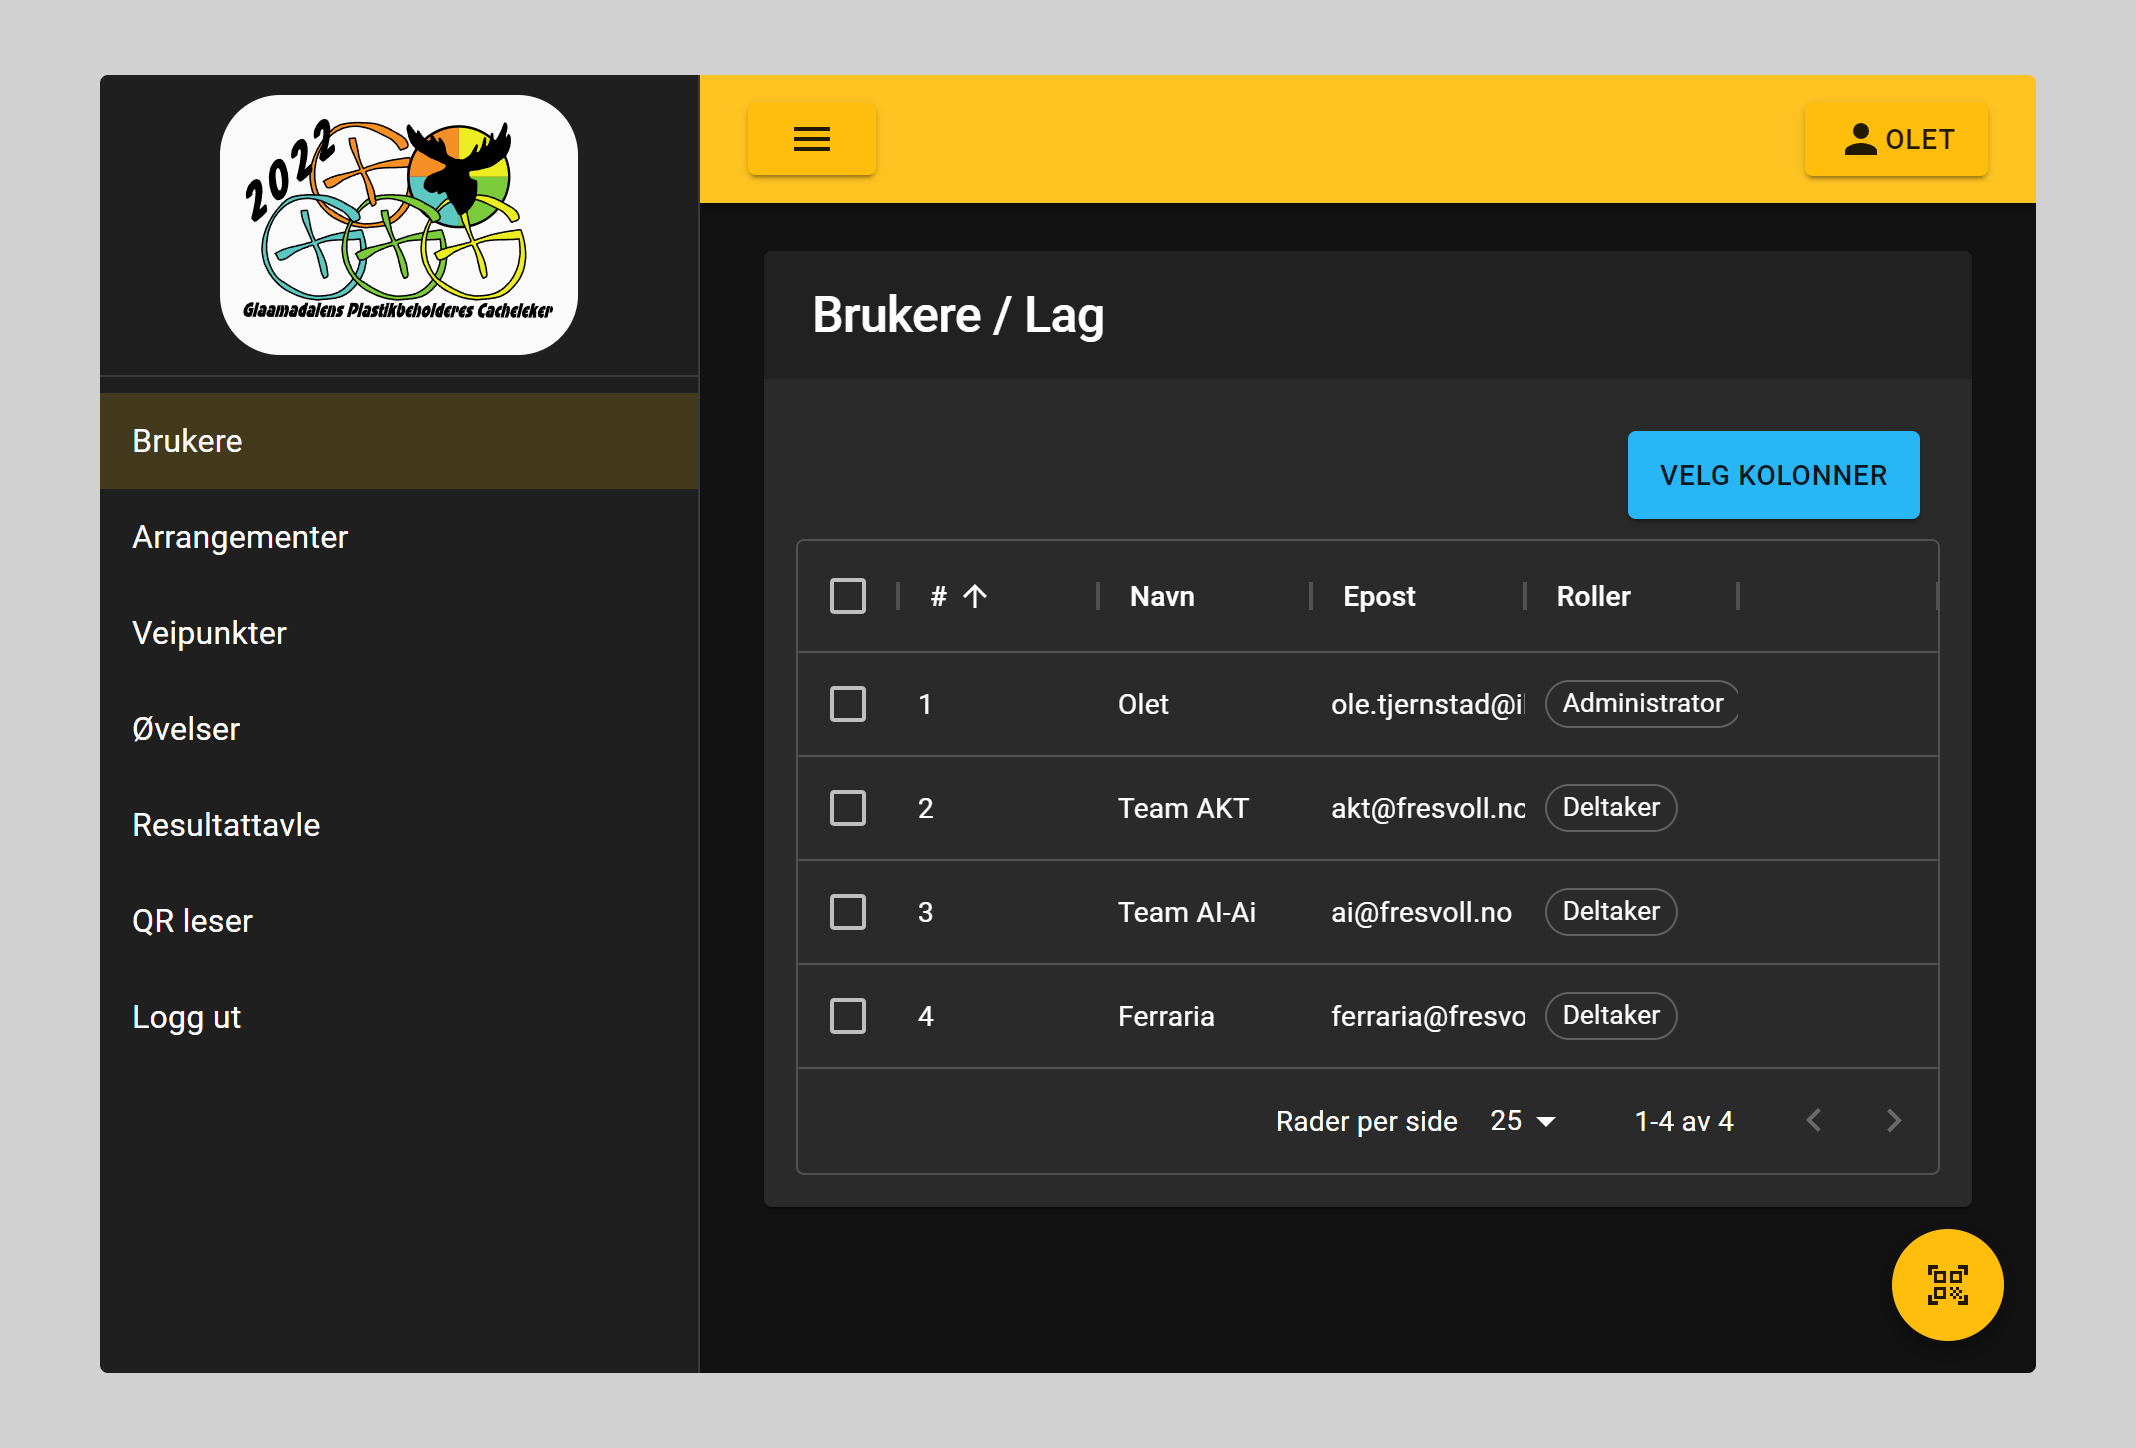 2022
Glaamadalens Plastikbeholderes Cacheleker
Brukere
Arrangementer
Veipunkter
Øvelser
Resultattavle
QR leser
Logg ut
OLET
Brukere / Lag
VELG KOLONNER
# Navn Epost Roller
1 Olet ole.tjernstad@i Administrator
2 Team AKT akt@fresvoll.no Deltaker
3 Team AI-Ai ai@fresvoll.no Deltaker
4 Ferraria ferraria@fresvo Deltaker
Rader per side 25 1-4 av 4